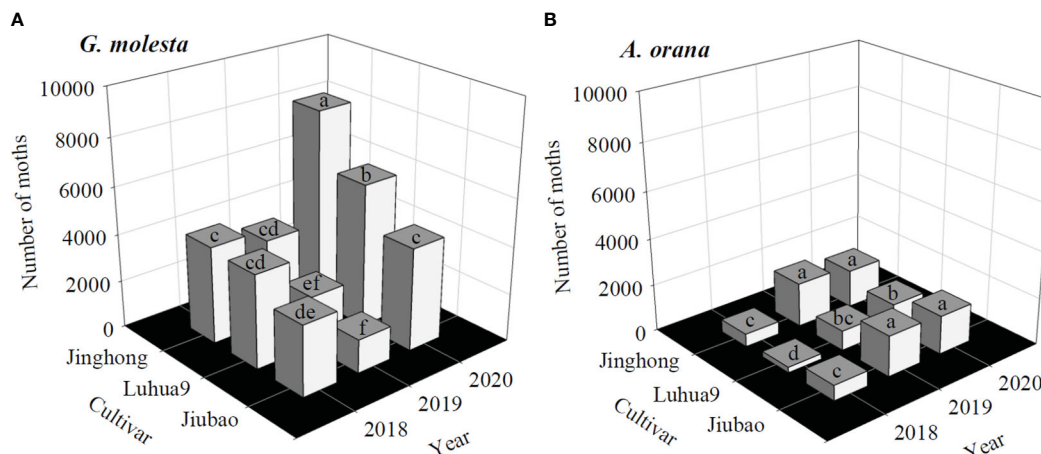 A
G. molesta
10000
8000
6000
4000
2000
0
Number of moths
a
b
c
cd
c
cd
ef
de
f
Jinghong
Luhua9
Jiubao
Cultivar
2018
2019
2020
Year
B
A. orana
10000
8000
6000
4000
2000
0
Number of moths
a
a
b
a
c
bc
a
d
c
Jinghong
Luhua9
Jiubao
Cultivar
2018
2019
2020
Year